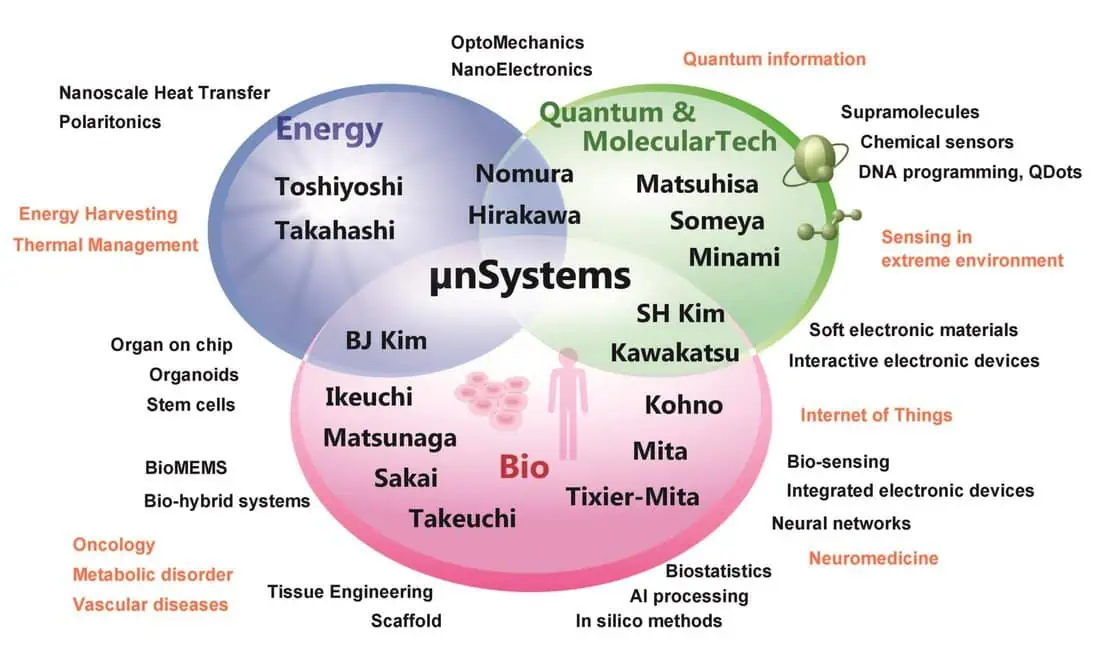 OptoMechanics
NanoElectronics
Quantum information
Nanoscale Heat Transfer
Polaritonics
Energy
Quantum &
MolecularTech
Supramolecules
Chemical sensors
DNA programming, QDots
Toshiyoshi
Takahashi
Nomura
Hirakawa
Matsuhisa
Someya
Minami
Energy Harvesting
Thermal Management
Sensing in
extreme environment
µnSystems
SH Kim
Kawakatsu
BJ Kim
Soft electronic materials
Interactive electronic devices
Organ on chip
Organoids
Stem cells
Ikeuchi
Matsunaga
Sakai
Takeuchi
Bio
Kohno
Mita
Tixier-Mita
Internet of Things
BioMEMS
Bio-hybrid systems
Bio-sensing
Integrated electronic devices
Neural networks
Oncology
Metabolic disorder
Vascular diseases
Neuromedicine
Tissue Engineering
Scaffold
Biostatistics
AI processing
In silico methods